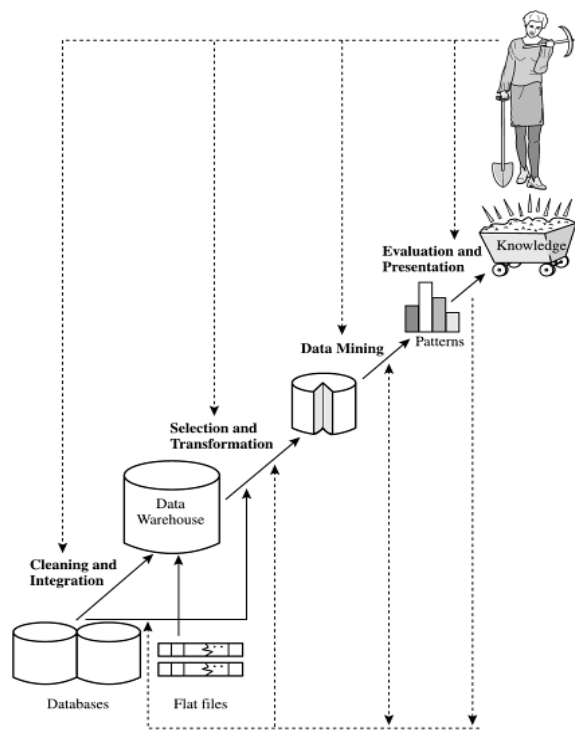 Knowledge
Evaluation and
Presentation
Patterns
Data Mining
Selection and
Transformation
Data
Warehouse
Cleaning and
Integration
Databases
Flat files